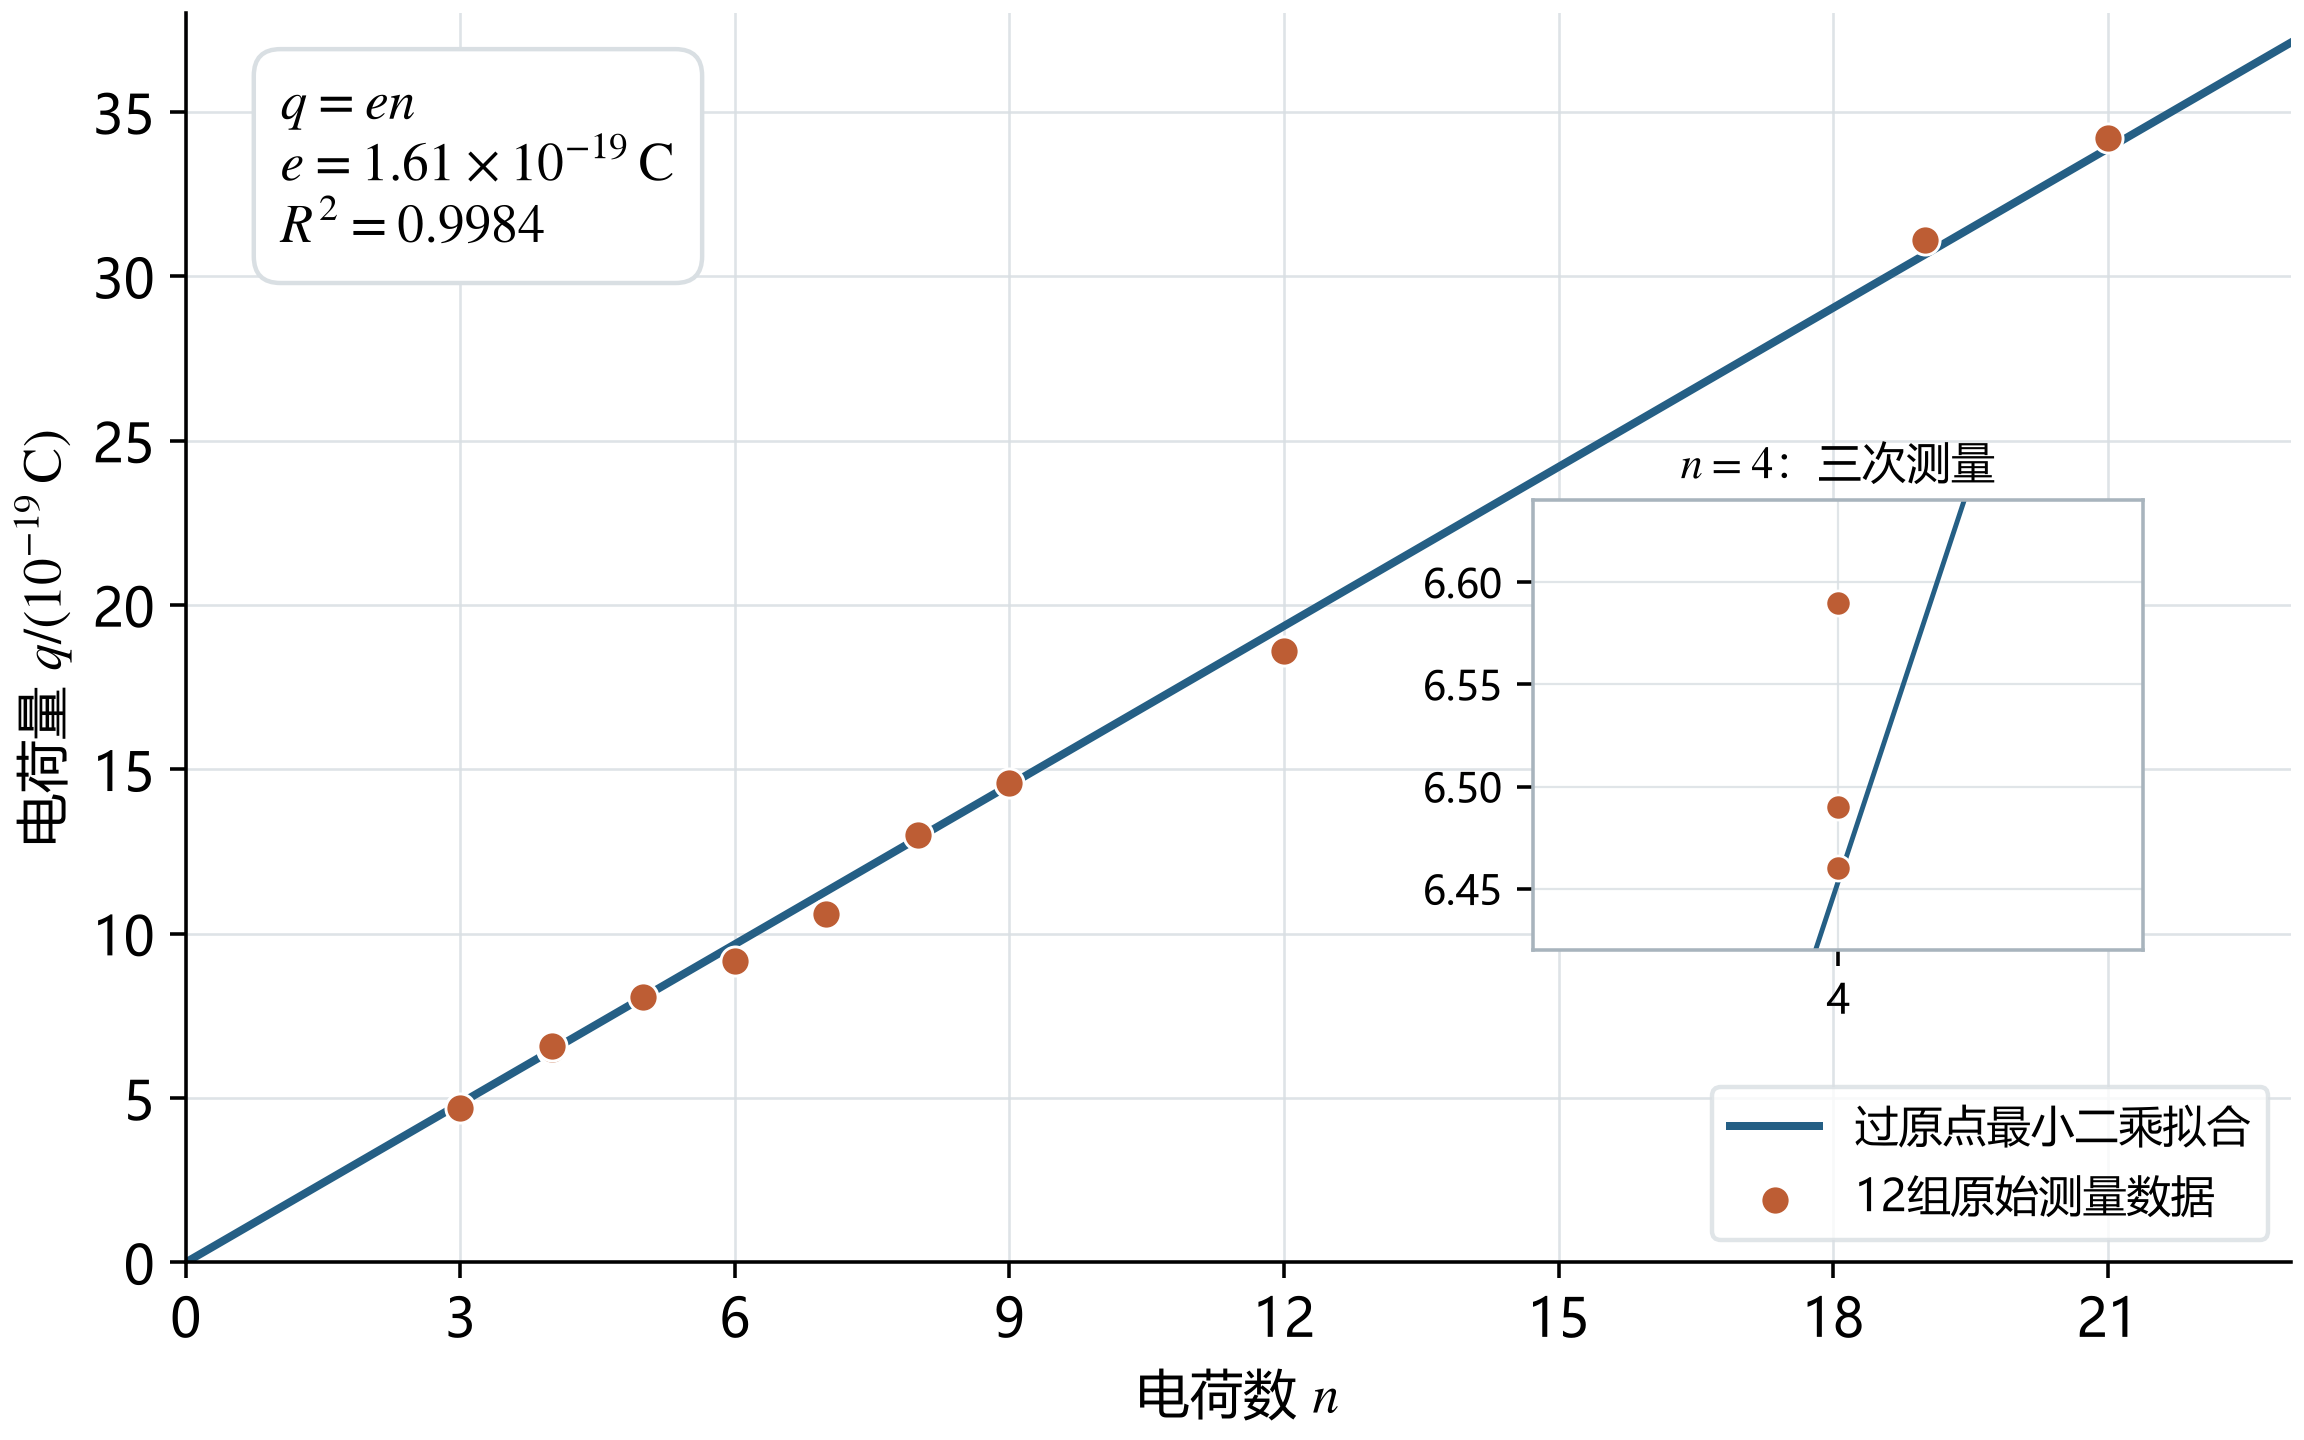 q = en
e = 1.61 × 10⁻¹⁹ C
R² = 0.9984
电荷量 q/(10⁻¹⁹ C)
35
30
25
20
15
10
5
0
n = 4：三次测量
6.60
6.55
6.50
6.45
4
过原点最小二乘拟合
12组原始测量数据
0 3 6 9 12 15 18 21
电荷数 n